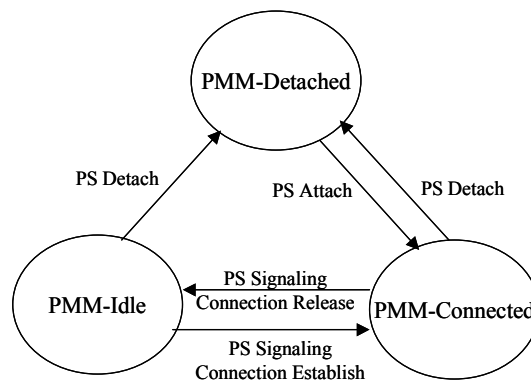 PMM-Detached
PS Detach
PS Attach
PS Detach
PS Signaling
Connection Release
PMM-Idle
PMM-Connected
PS Signaling
Connection Establish